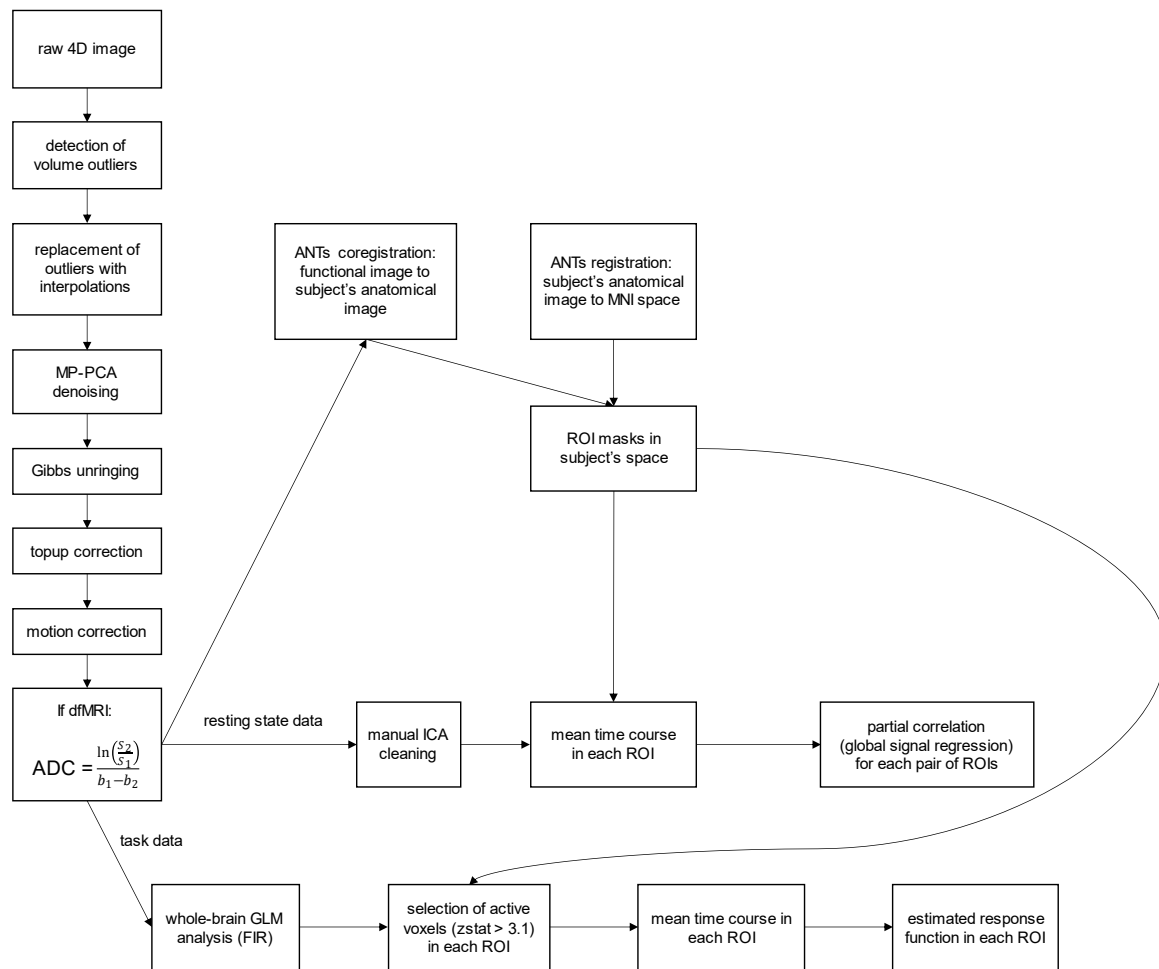 raw 4D image
detection of
volume outliers
replacement of
outliers with
interpolations
MP-PCA
denoising
Gibbs unringing
topup correction
motion correction
If dfMRI:
ADC = ln(S₂/S₁) / (b₁−b₂)
ANTs coregistration:
functional image to
subject's anatomical
image
ANTs registration:
subject's anatomical
image to MNI space
ROI masks in
subject's space
resting state data
manual ICA
cleaning
mean time course
in each ROI
partial correlation
(global signal regression)
for each pair of ROIs
task data
whole-brain GLM
analysis (FIR)
selection of active
voxels (zstat > 3.1)
in each ROI
mean time course in
each ROI
estimated response
function in each ROI